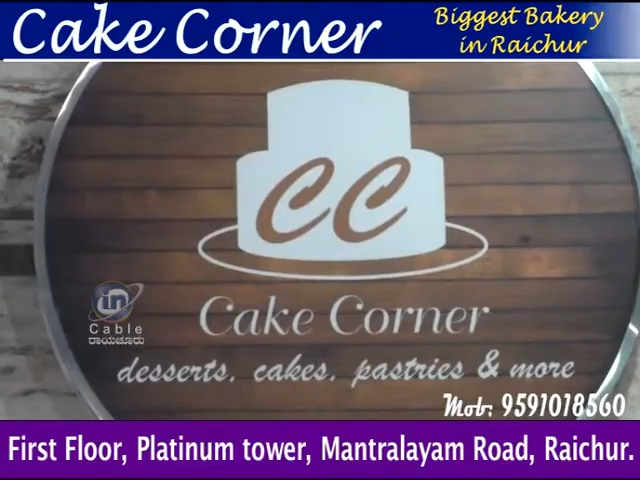 Cake Corner
Biggest Bakery
in Raichur
CC
Cake Corner
in
Cable
ರಾಯಚೂರು
desserts, cakes, pastries & more
Mob: 9591018560
First Floor, Platinum tower, Mantralayam Road, Raichur.